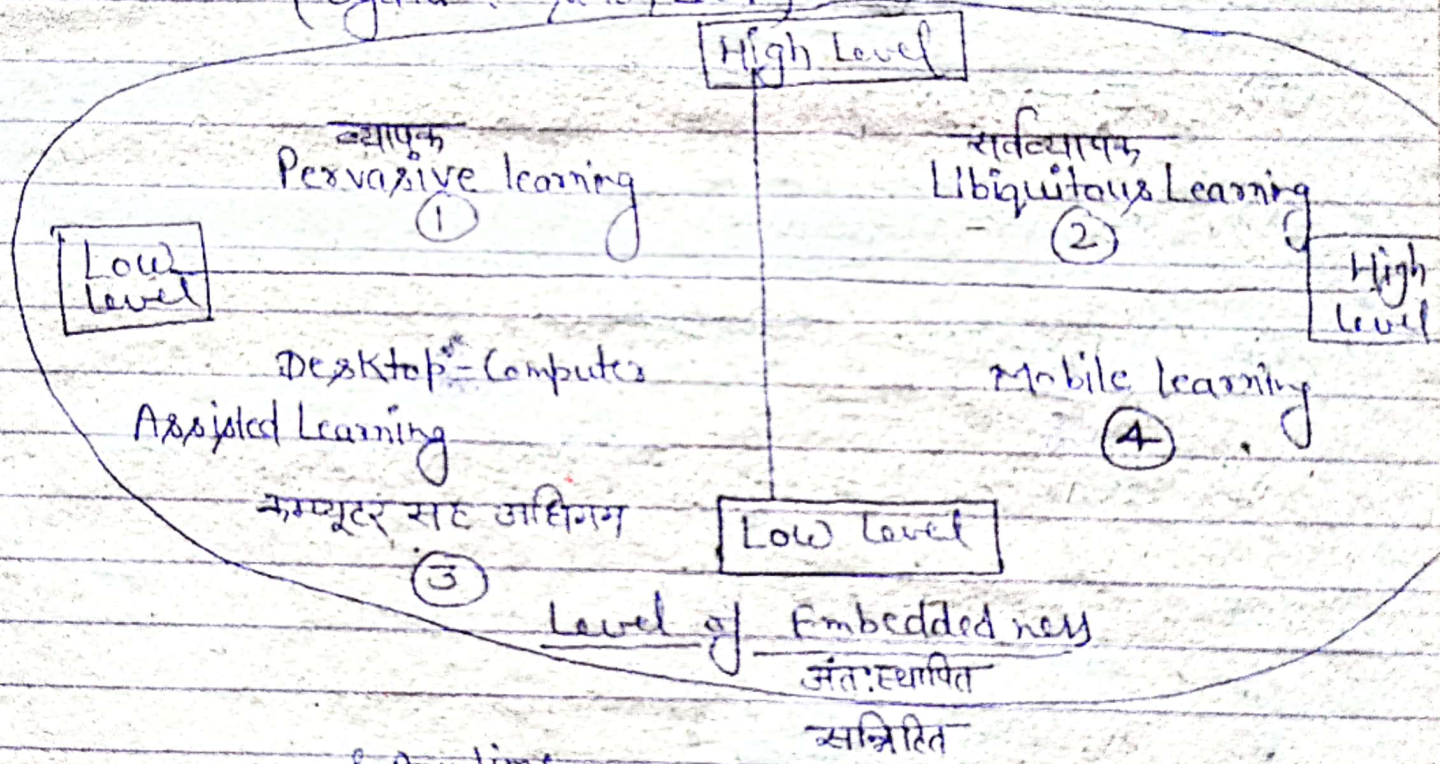 High Level
व्यापक
Pervasive learning
1
सर्वव्यापक
Ubiquitous Learning
2
Low
level
High
level
Desktop-Computer
Assisted Learning
Mobile learning
4
कम्प्यूटर सह अधिगम
3
Low Level
Level of Embeddedness
अंत:स्थापित
सन्निहित
time